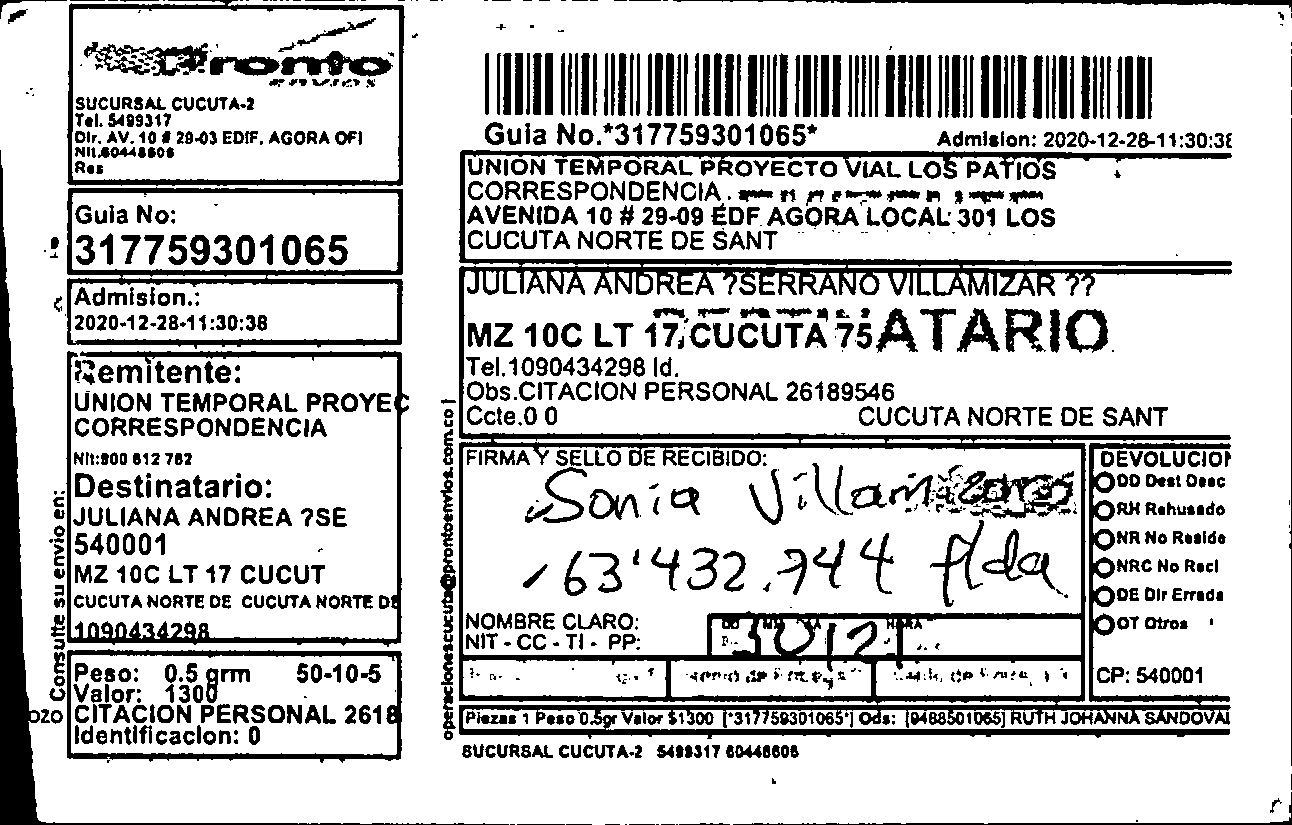 Pronto
envios
SUCURSAL CUCUTA-2
Tel. 5499317
Dir. AV. 10 # 29-03 EDIF. AGORA OFI
Nit.60448606
Res
Guia No:
317759301065
Admision.:
2020-12-28-11:30:38
Remitente:
UNION TEMPORAL PROYEC
CORRESPONDENCIA
Nit:900 612 762
Destinatario:
JULIANA ANDREA ?SE
540001
MZ 10C LT 17 CUCUT
CUCUTA NORTE DE CUCUTA NORTE DE
1090434298
Peso: 0.5 grm 50-10-5
Valor: 1300
CITACION PERSONAL 2618
Identificacion: 0
Consulte su envio en:
operacionescucuta@prontoenvios.com.co
Guia No.*317759301065*
Admision: 2020-12-28-11:30:38
UNION TEMPORAL PROYECTO VIAL LOS PATIOS
CORRESPONDENCIA.
AVENIDA 10 # 29-09 EDF AGORA LOCAL 301 LOS
CUCUTA NORTE DE SANT
JULIANA ANDREA ?SERRANO VILLAMIZAR ??
MZ 10C LT 17, CUCUTA 75 ATARIO
Tel.1090434298 Id.
Obs.CITACION PERSONAL 26189546
Ccte.0 0 CUCUTA NORTE DE SANT
FIRMA Y SELLO DE RECIBIDO:
Sonia Villamizar
63'432.744 flda
NOMBRE CLARO:
NIT - CC - TI - PP:
DD MM AA HORA
30 12
DEVOLUCION
DD Dest Desc
RH Rehusado
NR No Reside
NRC No Recl
DE Dir Errada
OT Otros
CP: 540001
Piezas 1 Peso 0.5gr Valor $1300 [*317759301065*] Ods: [9488501065] RUTH JOHANNA SANDOVAL
SUCURSAL CUCUTA-2 5499317 60448606